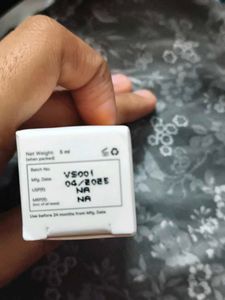 Net Weight: 5 ml
(when packed)
Batch No. VS001
Mfg. Date 04/2025
USP(₹) NA
MRP(₹) NA
(incl. of all taxes)
Use before 24 months from Mfg. Date